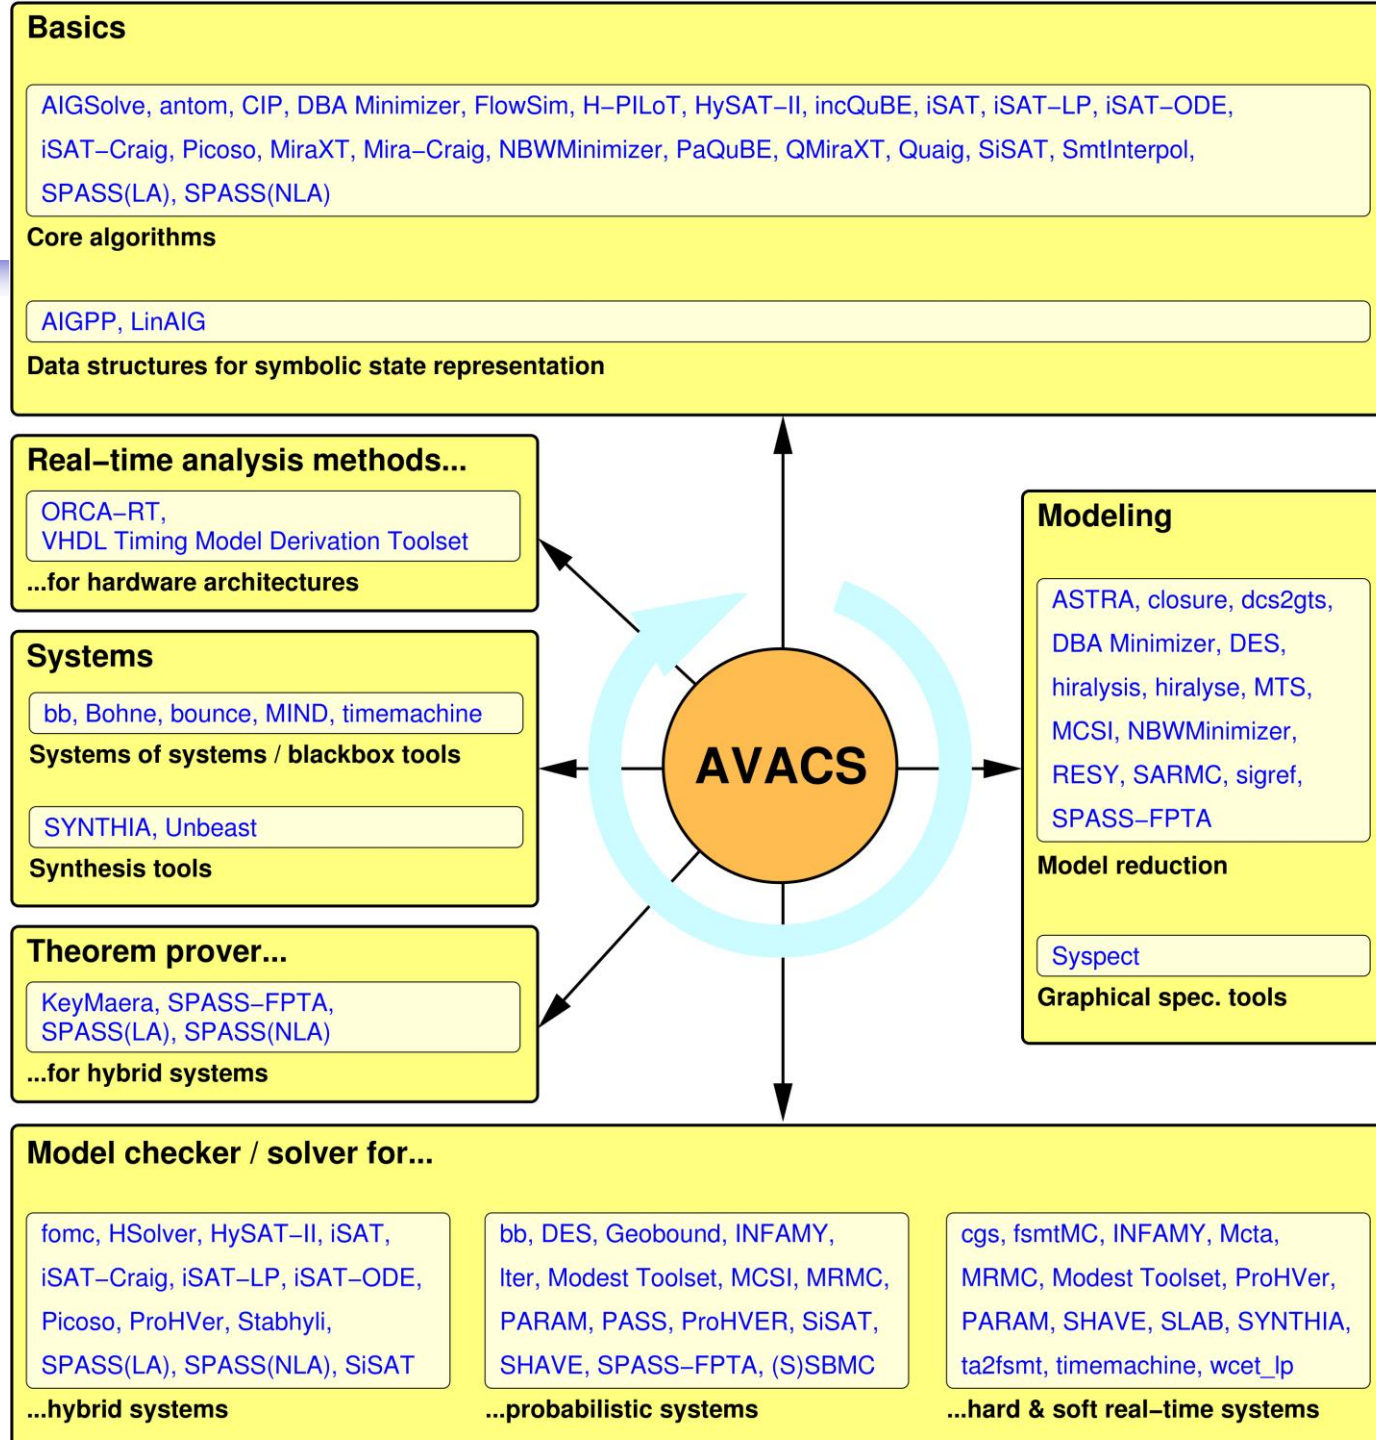 Basics
AIGSolve, antom, CIP, DBA Minimizer, FlowSim, H−PILoT, HySAT−II, incQuBE, iSAT, iSAT−LP, iSAT−ODE,
iSAT−Craig, Picoso, MiraXT, Mira−Craig, NBWMinimizer, PaQuBE, QMiraXT, Quaig, SiSAT, SmtInterpol,
SPASS(LA), SPASS(NLA)
Core algorithms
AIGPP, LinAIG
Data structures for symbolic state representation
Real−time analysis methods...
ORCA−RT,
VHDL Timing Model Derivation Toolset
...for hardware architectures
Systems
bb, Bohne, bounce, MIND, timemachine
Systems of systems / blackbox tools
SYNTHIA, Unbeast
Synthesis tools
Theorem prover...
KeyMaera, SPASS−FPTA,
SPASS(LA), SPASS(NLA)
...for hybrid systems
AVACS
Modeling
ASTRA, closure, dcs2gts,
DBA Minimizer, DES,
hiralysis, hiralyse, MTS,
MCSI, NBWMinimizer,
RESY, SARMC, sigref,
SPASS−FPTA
Model reduction
Syspect
Graphical spec. tools
Model checker / solver for...
fomc, HSolver, HySAT−II, iSAT,
iSAT−Craig, iSAT−LP, iSAT−ODE,
Picoso, ProHVer, Stabhyli,
SPASS(LA), SPASS(NLA), SiSAT
...hybrid systems
bb, DES, Geobound, INFAMY,
lter, Modest Toolset, MCSI, MRMC,
PARAM, PASS, ProHVER, SiSAT,
SHAVE, SPASS−FPTA, (S)SBMC
...probabilistic systems
cgs, fsmtMC, INFAMY, Mcta,
MRMC, Modest Toolset, ProHVer,
PARAM, SHAVE, SLAB, SYNTHIA,
ta2fsmt, timemachine, wcet_lp
...hard & soft real−time systems